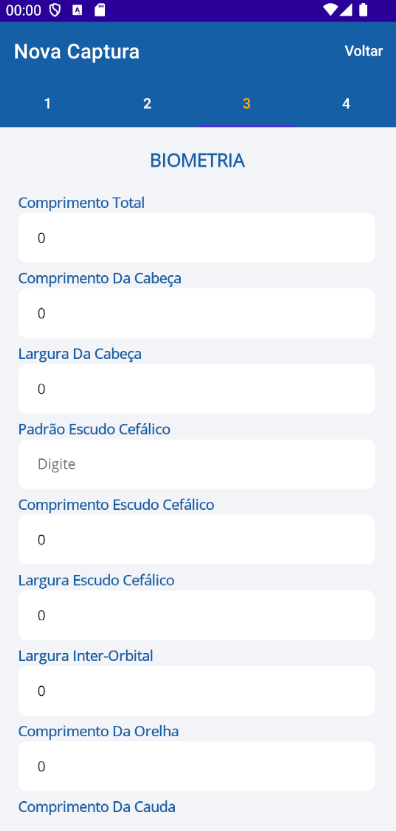 00:00
Nova Captura
Voltar
1 2 3 4
BIOMETRIA
Comprimento Total
0
Comprimento Da Cabeça
0
Largura Da Cabeça
0
Padrão Escudo Cefálico
Digite
Comprimento Escudo Cefálico
0
Largura Escudo Cefálico
0
Largura Inter-Orbital
0
Comprimento Da Orelha
0
Comprimento Da Cauda